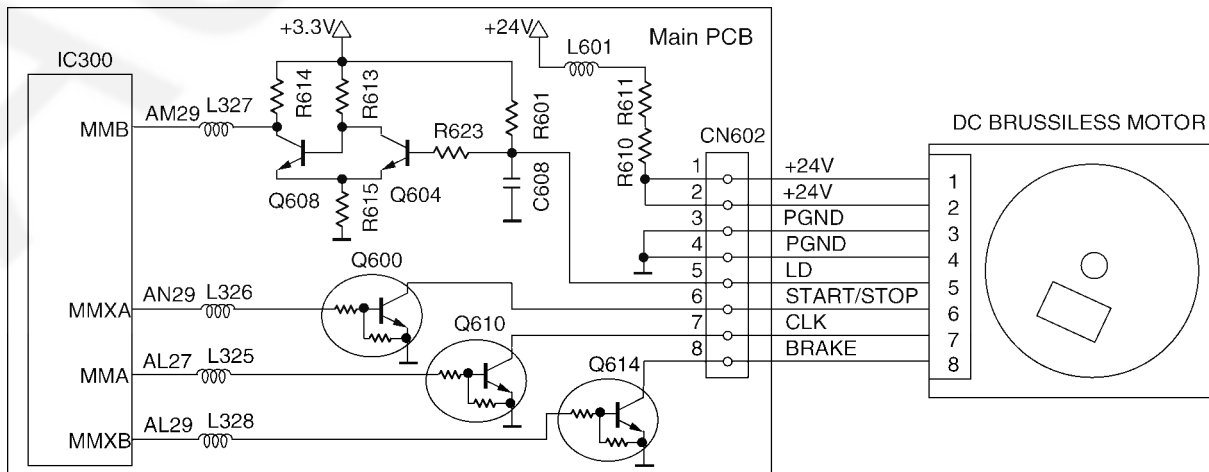 +3.3V
+24V
Main PCB
L601
IC300
R614
R613
R601
R611
DC BRUSSILESS MOTOR
MMB
AM29
L327
R623
CN602
R610
1
+24V
1
Q608
Q604
R615
C608
2
+24V
2
3
PGND
3
4
PGND
4
Q600
5
LD
5
MMXA
AN29
L326
6
START/STOP
6
Q610
7
CLK
7
MMA
AL27
L325
Q614
8
BRAKE
8
MMXB
AL29
L328